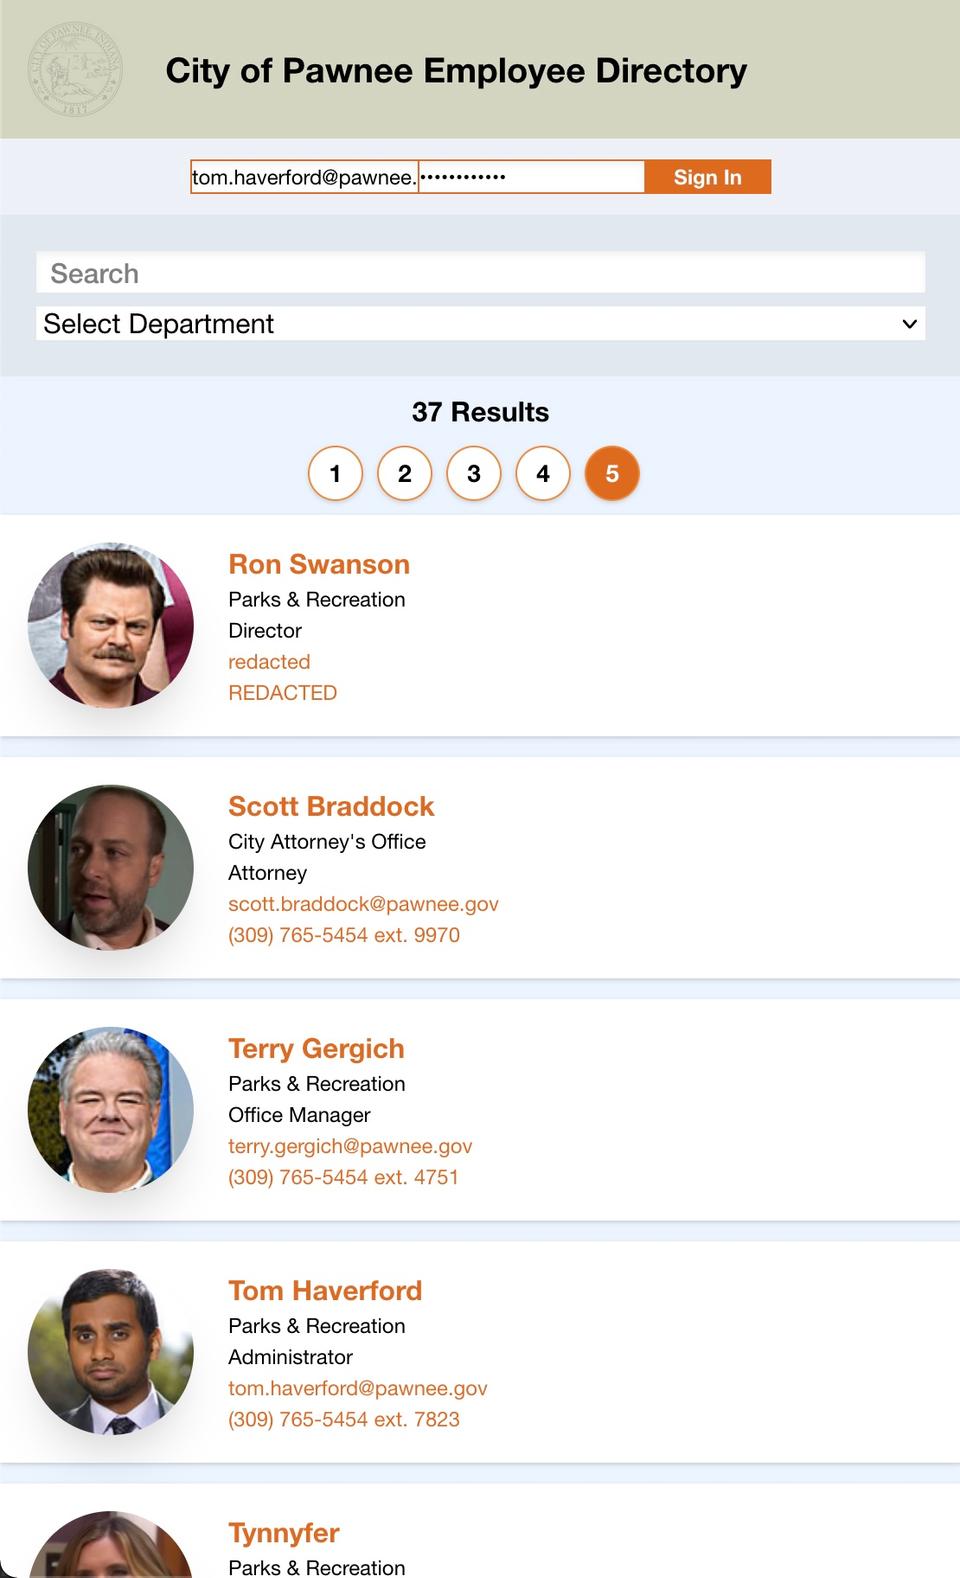 CITY OF PAWNEE, INDIANA
1817
City of Pawnee Employee Directory
tom.haverford@pawnee.
••••••••••••
Sign In
Search
Select Department
37 Results
1 2 3 4 5
Ron Swanson
Parks & Recreation
Director
redacted
REDACTED
Scott Braddock
City Attorney's Office
Attorney
scott.braddock@pawnee.gov
(309) 765-5454 ext. 9970
Terry Gergich
Parks & Recreation
Office Manager
terry.gergich@pawnee.gov
(309) 765-5454 ext. 4751
Tom Haverford
Parks & Recreation
Administrator
tom.haverford@pawnee.gov
(309) 765-5454 ext. 7823
Tynnyfer
Parks & Recreation